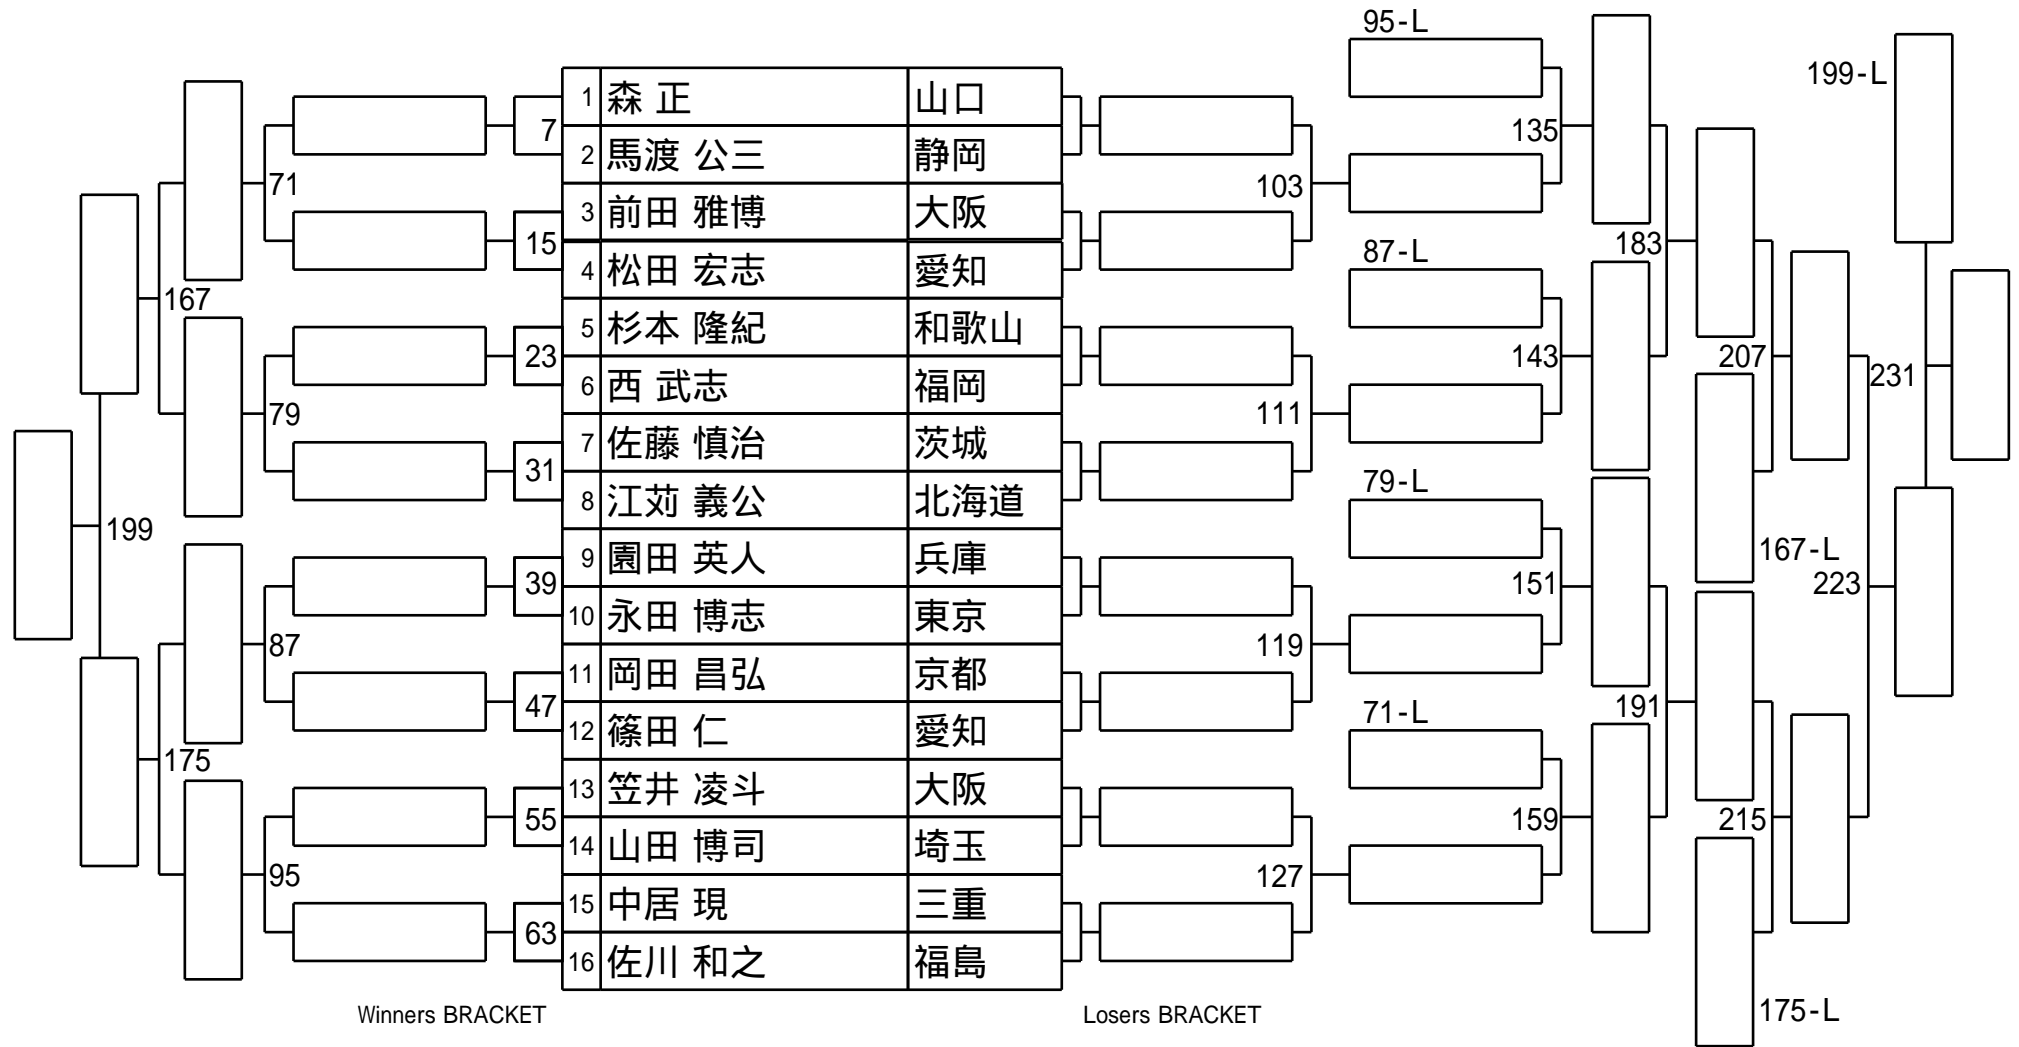 95-L
199-L
1 森 正 山口
7
135
2 馬渡 公三 静岡
71
103
3 前田 雅博 大阪
15
183
87-L
4 松田 宏志 愛知
167
5 杉本 隆紀 和歌山
23
143
207
6 西 武志 福岡
231
79
111
7 佐藤 慎治 茨城
31
79-L
8 江苅 義公 北海道
199
167-L
9 園田 英人 兵庫
39
151
223
10 永田 博志 東京
87
119
11 岡田 昌弘 京都
47
191
71-L
12 篠田 仁 愛知
175
13 笠井 凌斗 大阪
55
159
215
14 山田 博司 埼玉
95
127
15 中居 現 三重
63
16 佐川 和之 福島
175-L
Winners BRACKET
Losers BRACKET